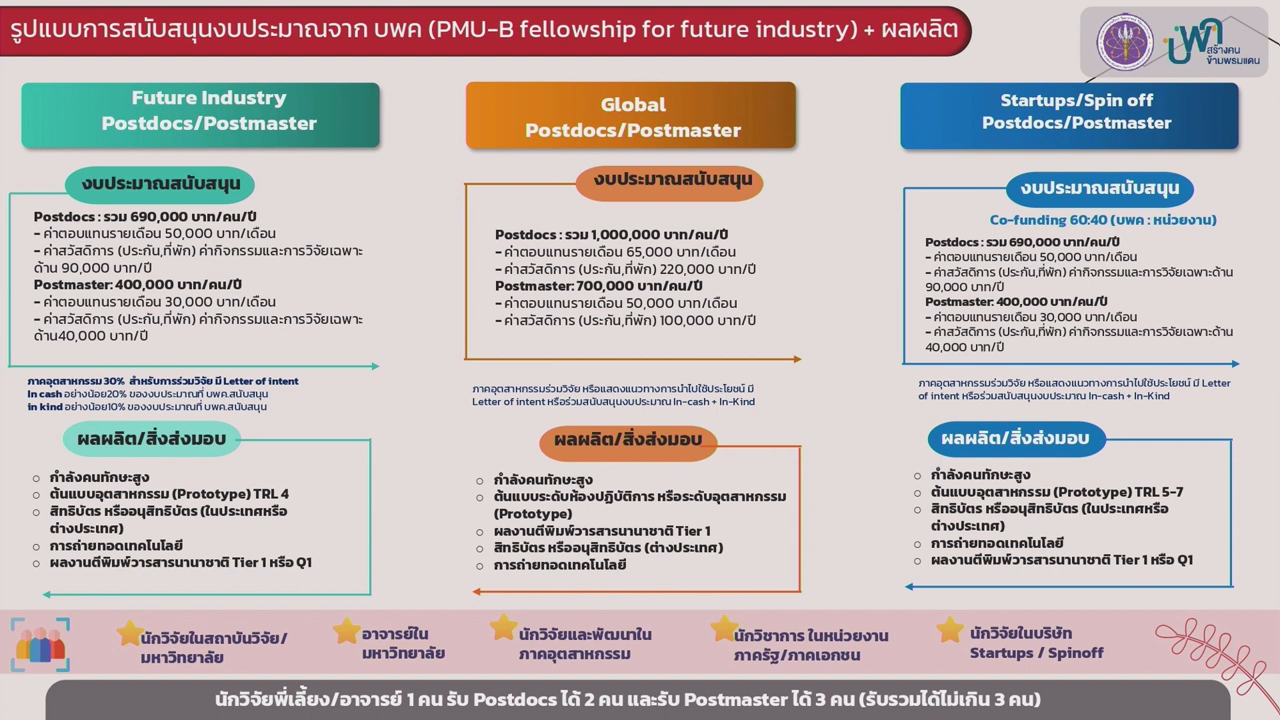 รูปแบบการสนับสนุนงบประมาณจาก บพค (PMU-B fellowship for future industry) + ผลผลิต
บพค
สร้างคน
ข้ามพรมแดน
Future Industry
Postdocs/Postmaster
งบประมาณสนับสนุน
Postdocs : รวม 690,000 บาท/คน/ปี
- ค่าตอบแทนรายเดือน 50,000 บาท/เดือน
- ค่าสวัสดิการ (ประกัน,ที่พัก) ค่ากิจกรรมและการวิจัยเฉพาะ
ด้าน 90,000 บาท/ปี
Postmaster: 400,000 บาท/คน/ปี
- ค่าตอบแทนรายเดือน 30,000 บาท/เดือน
- ค่าสวัสดิการ (ประกัน,ที่พัก) ค่ากิจกรรมและการวิจัยเฉพาะ
ด้าน40,000 บาท/ปี
ภาคอุตสาหกรรม 30% สำหรับการร่วมวิจัย มี Letter of intent
In cash อย่างน้อย20% ของงบประมาณที่ บพค.สนับสนุน
in kind อย่างน้อย10% ของงบประมาณที่ บพค.สนับสนุน
ผลผลิต/สิ่งส่งมอบ
○ กำลังคนทักษะสูง
○ ต้นแบบอุตสาหกรรม (Prototype) TRL 4
○ สิทธิบัตร หรืออนุสิทธิบัตร (ในประเทศหรือ
ต่างประเทศ)
○ การถ่ายทอดเทคโนโลยี
○ ผลงานตีพิมพ์วารสารนานาชาติ Tier 1 หรือ Q1
Global
Postdocs/Postmaster
งบประมาณสนับสนุน
Postdocs : รวม 1,000,000 บาท/คน/ปี
- ค่าตอบแทนรายเดือน 65,000 บาท/เดือน
- ค่าสวัสดิการ (ประกัน,ที่พัก) 220,000 บาท/ปี
Postmaster: 700,000 บาท/คน/ปี
- ค่าตอบแทนรายเดือน 50,000 บาท/เดือน
- ค่าสวัสดิการ (ประกัน,ที่พัก) 100,000 บาท/ปี
ภาคอุตสาหกรรมร่วมวิจัย หรือแสดงแนวทางการนำไปใช้ประโยชน์ มี
Letter of intent หรือร่วมสนับสนุนงบประมาณ In-cash + In-Kind
ผลผลิต/สิ่งส่งมอบ
○ กำลังคนทักษะสูง
○ ต้นแบบระดับห้องปฏิบัติการ หรือระดับอุตสาหกรรม
(Prototype)
○ ผลงานตีพิมพ์วารสารนานาชาติ Tier 1
○ สิทธิบัตร หรืออนุสิทธิบัตร (ต่างประเทศ)
○ การถ่ายทอดเทคโนโลยี
Startups/Spin off
Postdocs/Postmaster
งบประมาณสนับสนุน
Co-funding 60:40 (บพค : หน่วยงาน)
Postdocs : รวม 690,000 บาท/คน/ปี
- ค่าตอบแทนรายเดือน 50,000 บาท/เดือน
- ค่าสวัสดิการ (ประกัน,ที่พัก) ค่ากิจกรรมและการวิจัยเฉพาะด้าน
90,000 บาท/ปี
Postmaster: 400,000 บาท/คน/ปี
- ค่าตอบแทนรายเดือน 30,000 บาท/เดือน
- ค่าสวัสดิการ (ประกัน,ที่พัก) ค่ากิจกรรมและการวิจัยเฉพาะด้าน
40,000 บาท/ปี
ภาคอุตสาหกรรมร่วมวิจัย หรือแสดงแนวทางการนำไปใช้ประโยชน์ มี Letter
of intent หรือร่วมสนับสนุนงบประมาณ In-cash + In-Kind
ผลผลิต/สิ่งส่งมอบ
○ กำลังคนทักษะสูง
○ ต้นแบบอุตสาหกรรม (Prototype) TRL 5-7
○ สิทธิบัตร หรืออนุสิทธิบัตร (ในประเทศหรือ
ต่างประเทศ)
○ การถ่ายทอดเทคโนโลยี
○ ผลงานตีพิมพ์วารสารนานาชาติ Tier 1 หรือ Q1
นักวิจัยในสถาบันวิจัย/
มหาวิทยาลัย
อาจารย์ใน
มหาวิทยาลัย
นักวิจัยและพัฒนาใน
ภาคอุตสาหกรรม
นักวิชาการ ในหน่วยงาน
ภาครัฐ/ภาคเอกชน
นักวิจัยในบริษัท
Startups / Spinoff
นักวิจัยพี่เลี้ยง/อาจารย์ 1 คน รับ Postdocs ได้ 2 คน และรับ Postmaster ได้ 3 คน (รับรวมได้ไม่เกิน 3 คน)